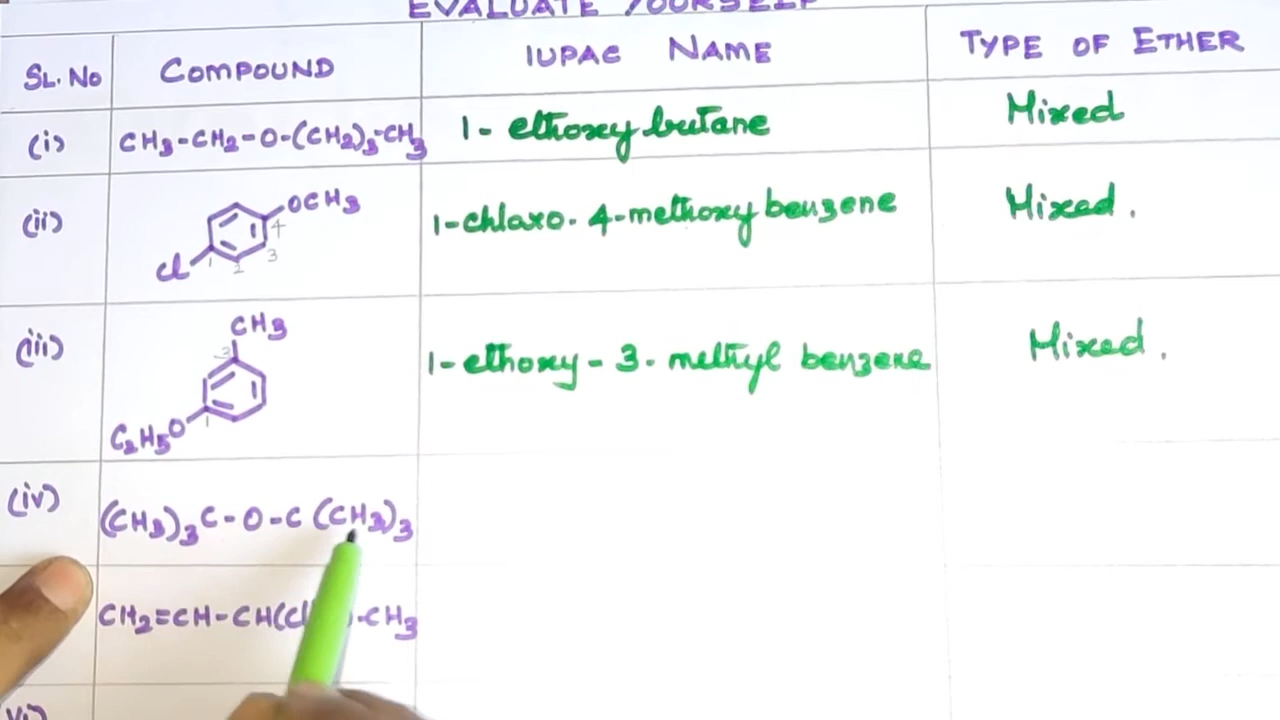 EVALUATE YOURSELF
SL. NO COMPOUND IUPAC NAME TYPE OF ETHER
(i) CH3-CH2-O-(CH2)3-CH3 1-ethoxy butane Mixed
(ii) OCH3 Cl 1 2 3 4 1-chloro-4-methoxy benzene Mixed.
(iii) CH3 3 1 C2H5O 1-ethoxy-3-methyl benzene Mixed.
(iv) (CH3)3C-O-C(CH3)3
CH2=CH-CH( -CH3